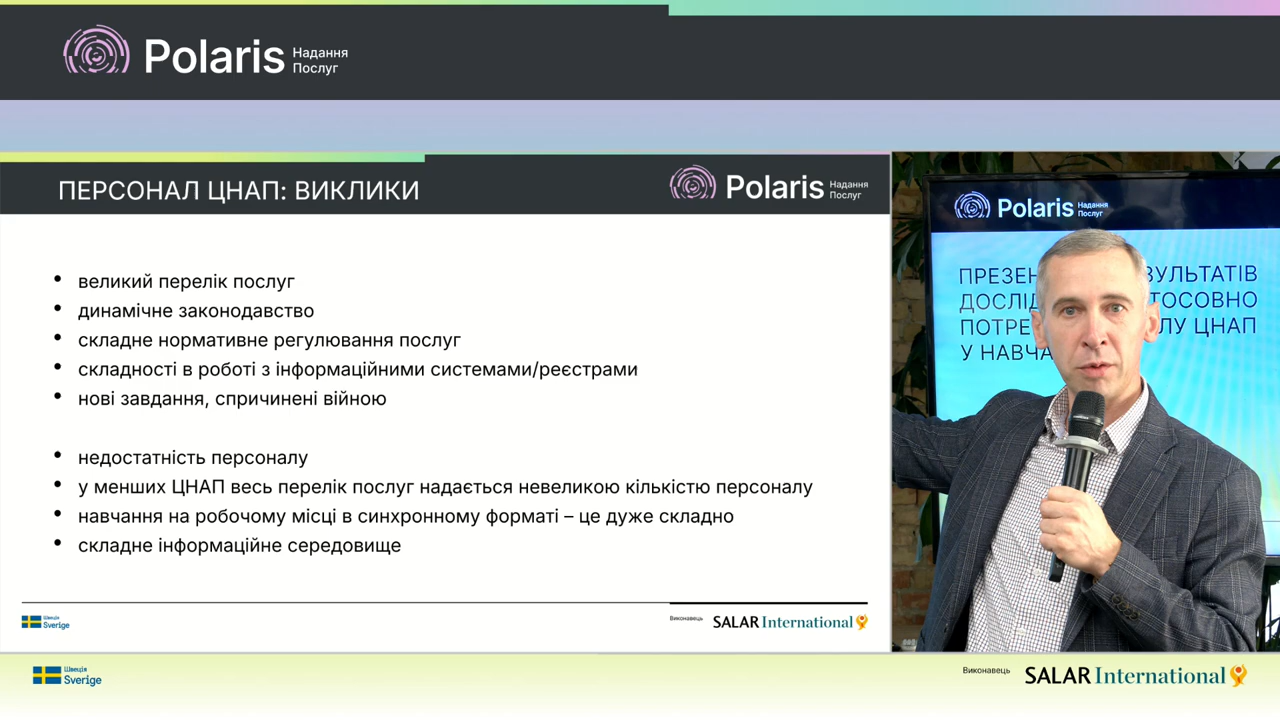 Polaris Надання
Послуг
ПЕРСОНАЛ ЦНАП: ВИКЛИКИ
Polaris Надання
Послуг
• великий перелік послуг
• динамічне законодавство
• складне нормативне регулювання послуг
• складності в роботі з інформаційними системами/реєстрами
• нові завдання, спричинені війною
• недостатність персоналу
• у менших ЦНАП весь перелік послуг надається невеликою кількістю персоналу
• навчання на робочому місці в синхронному форматі – це дуже складно
• складне інформаційне середовище
Швеція
Sverige
Виконавець SALAR International
Polaris Надання
Послуг
ПРЕЗЕН ЗУЛЬТАТІВ
ДОСЛІД ТОСОВНО
ПОТРЕ ЛУ ЦНАП
У НАВЧА
Швеція
Sverige
Виконавець SALAR International